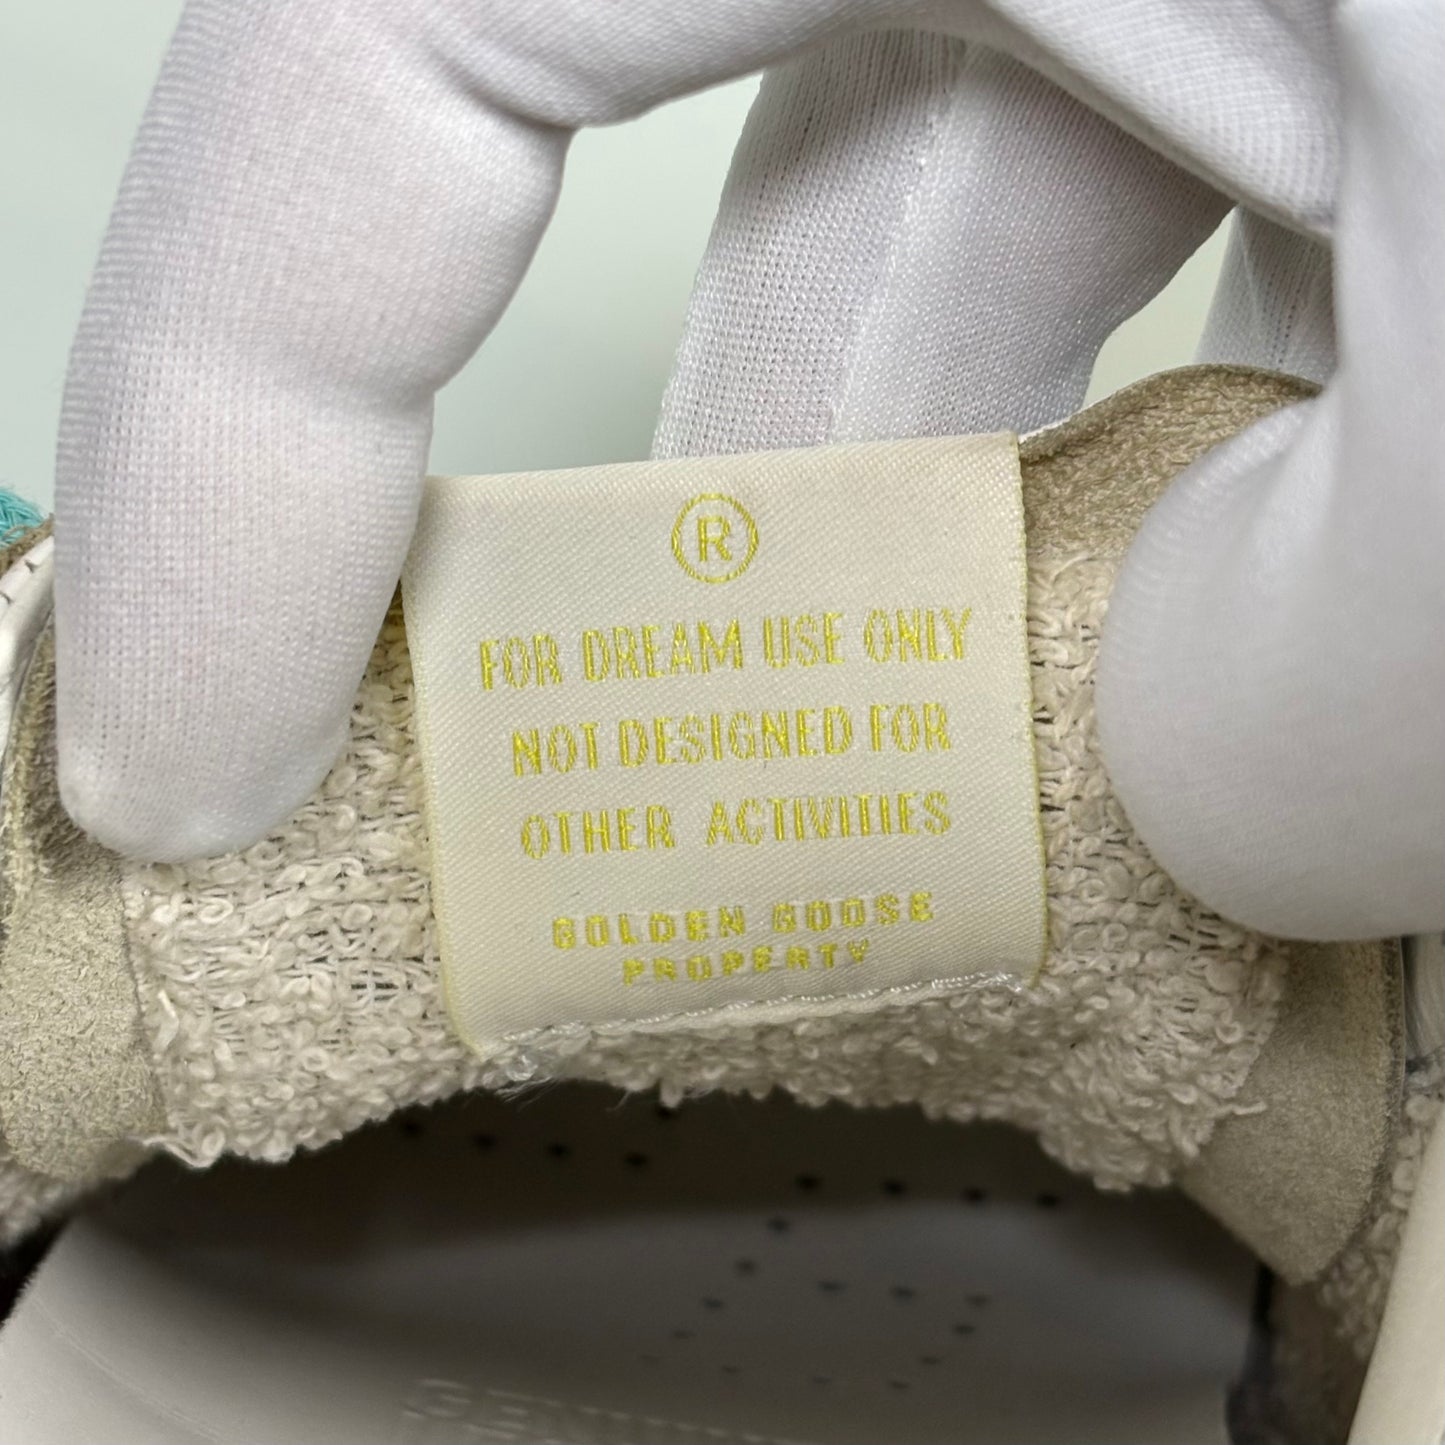 ®
FOR DREAM USE ONLY
NOT DESIGNED FOR
OTHER ACTIVITIES
GOLDEN GOOSE
PROPERTY